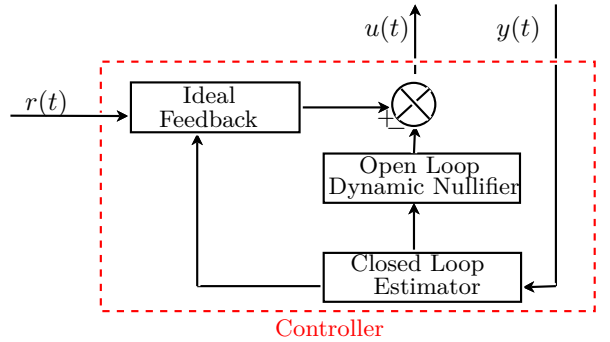 u(t)
y(t)
r(t)
Ideal
Feedback
+
−
Open Loop
Dynamic Nullifier
Closed Loop
Estimator
Controller